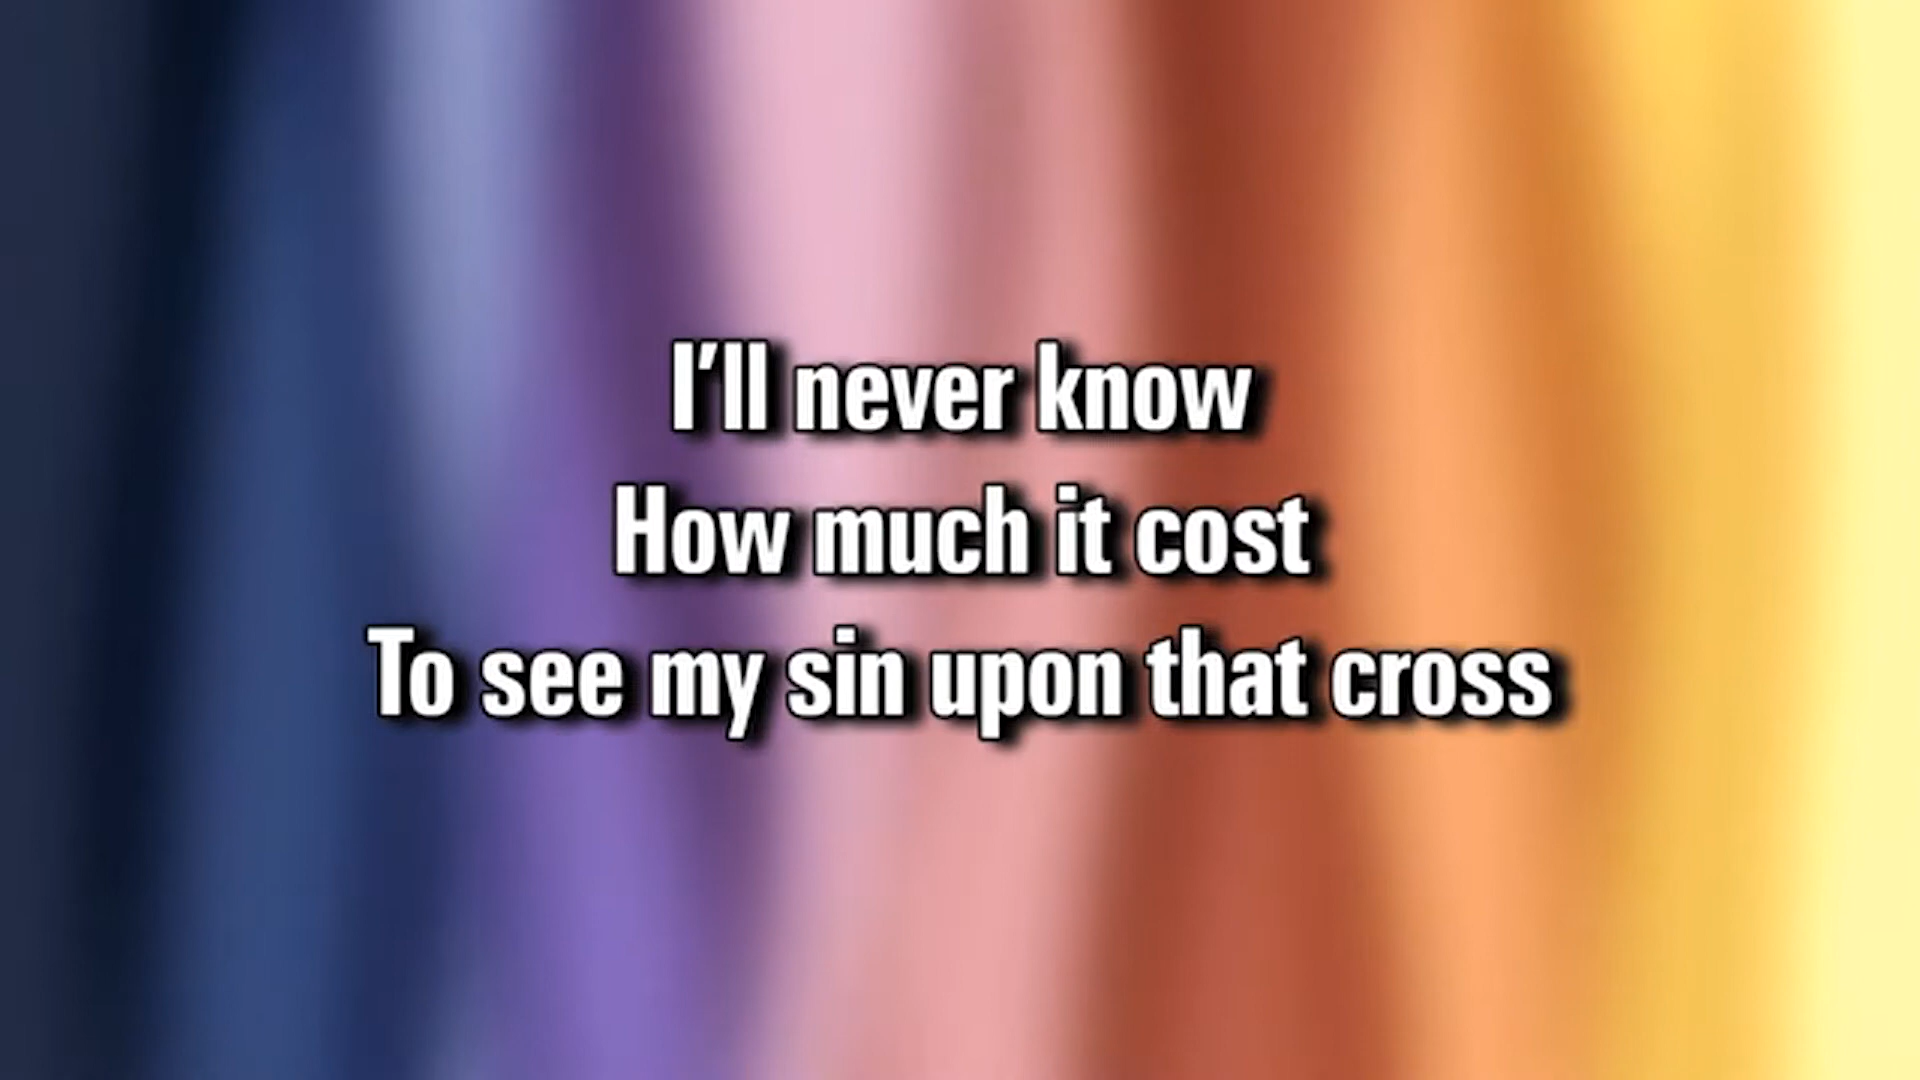 I’ll never know
How much it cost
To see my sin upon that cross